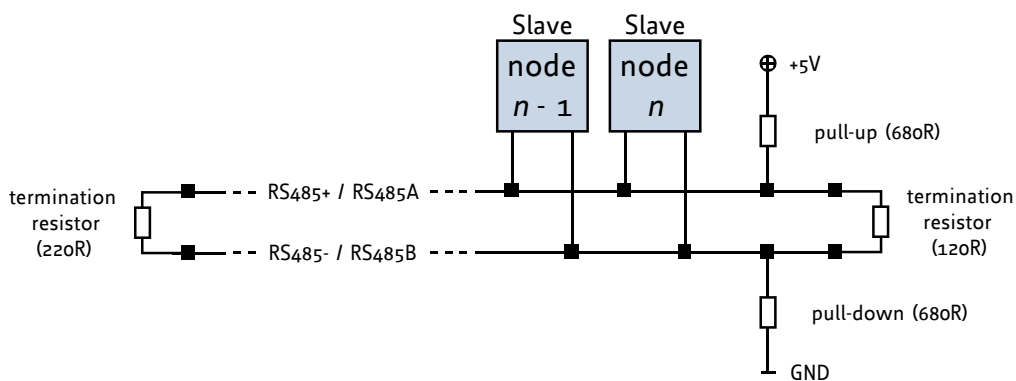 Slave
Slave
node
n - 1
node
n
+5V
pull-up (680R)
termination
resistor
(220R)
RS485+ / RS485A
RS485- / RS485B
termination
resistor
(120R)
pull-down (680R)
GND